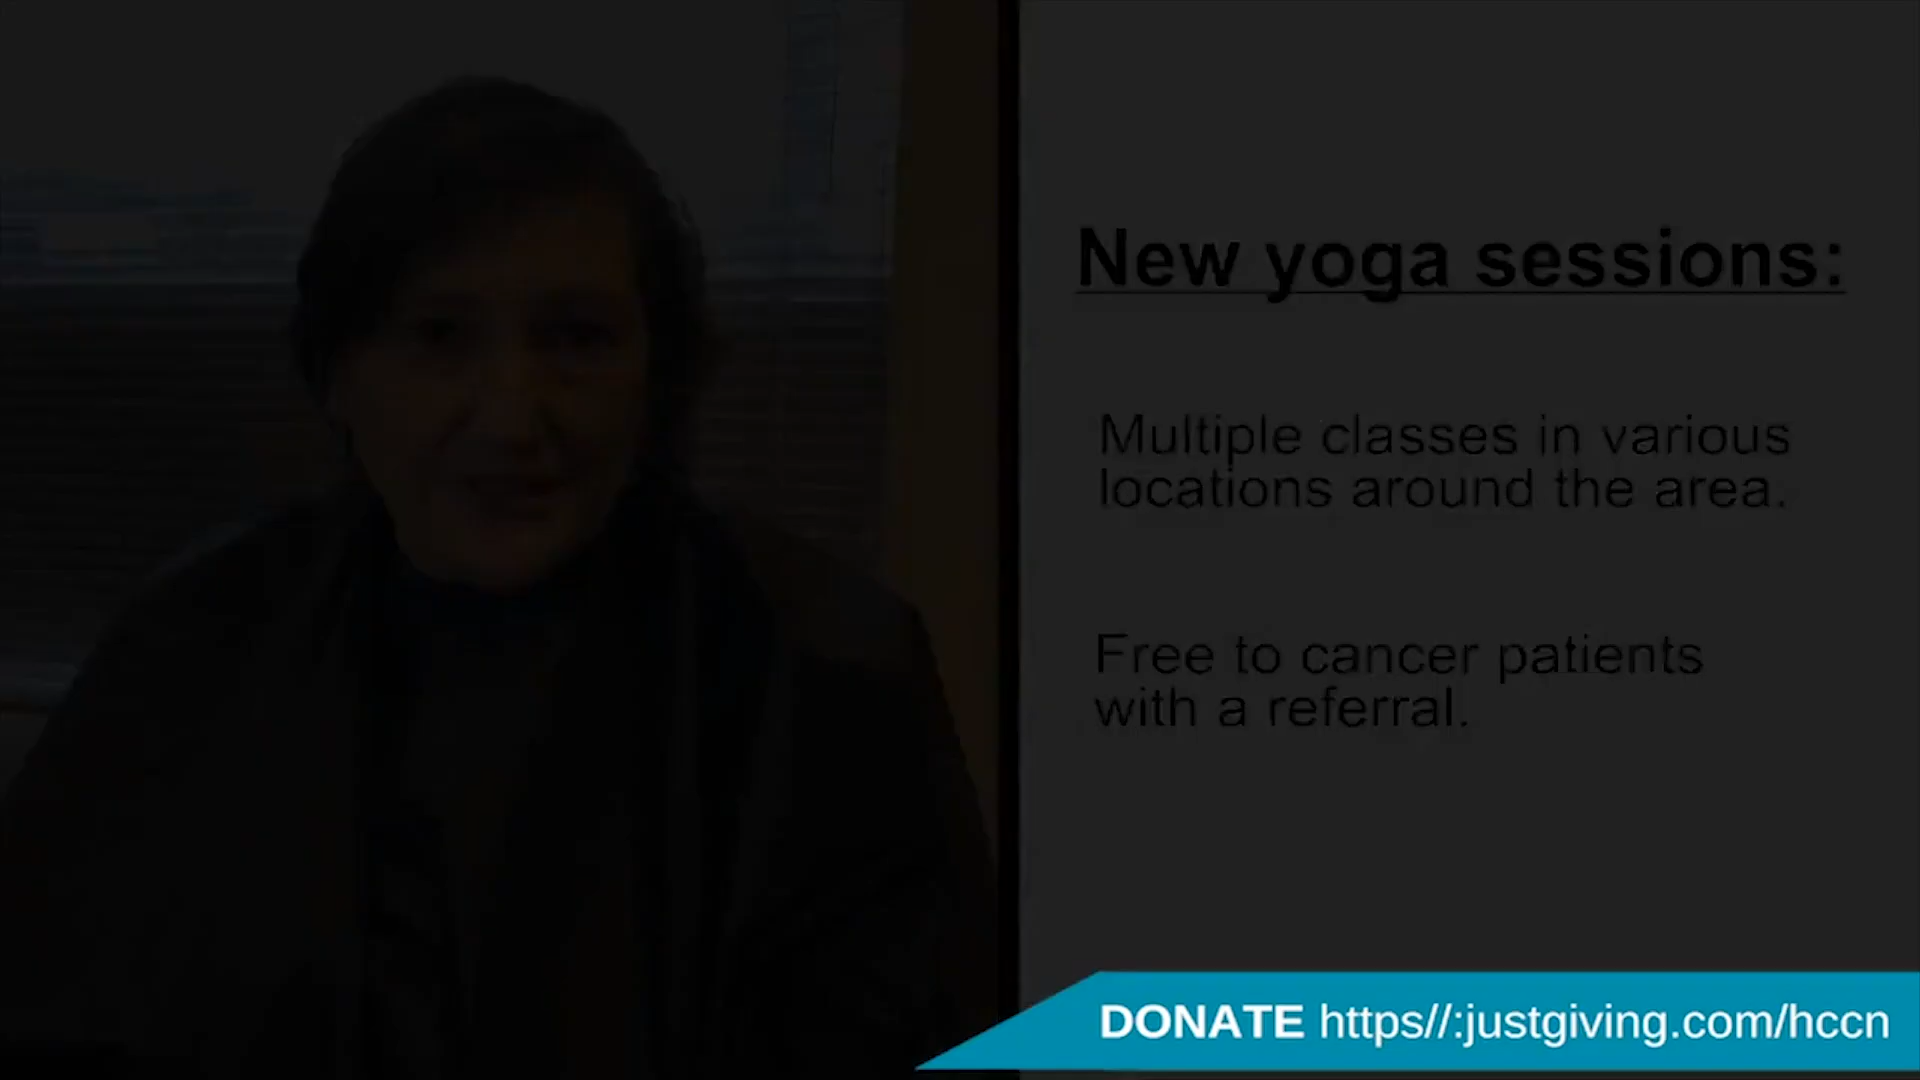 New yoga sessions:
Multiple classes in various
locations around the area.
Free to cancer patients
with a referral.
DONATE https//:justgiving.com/hccn